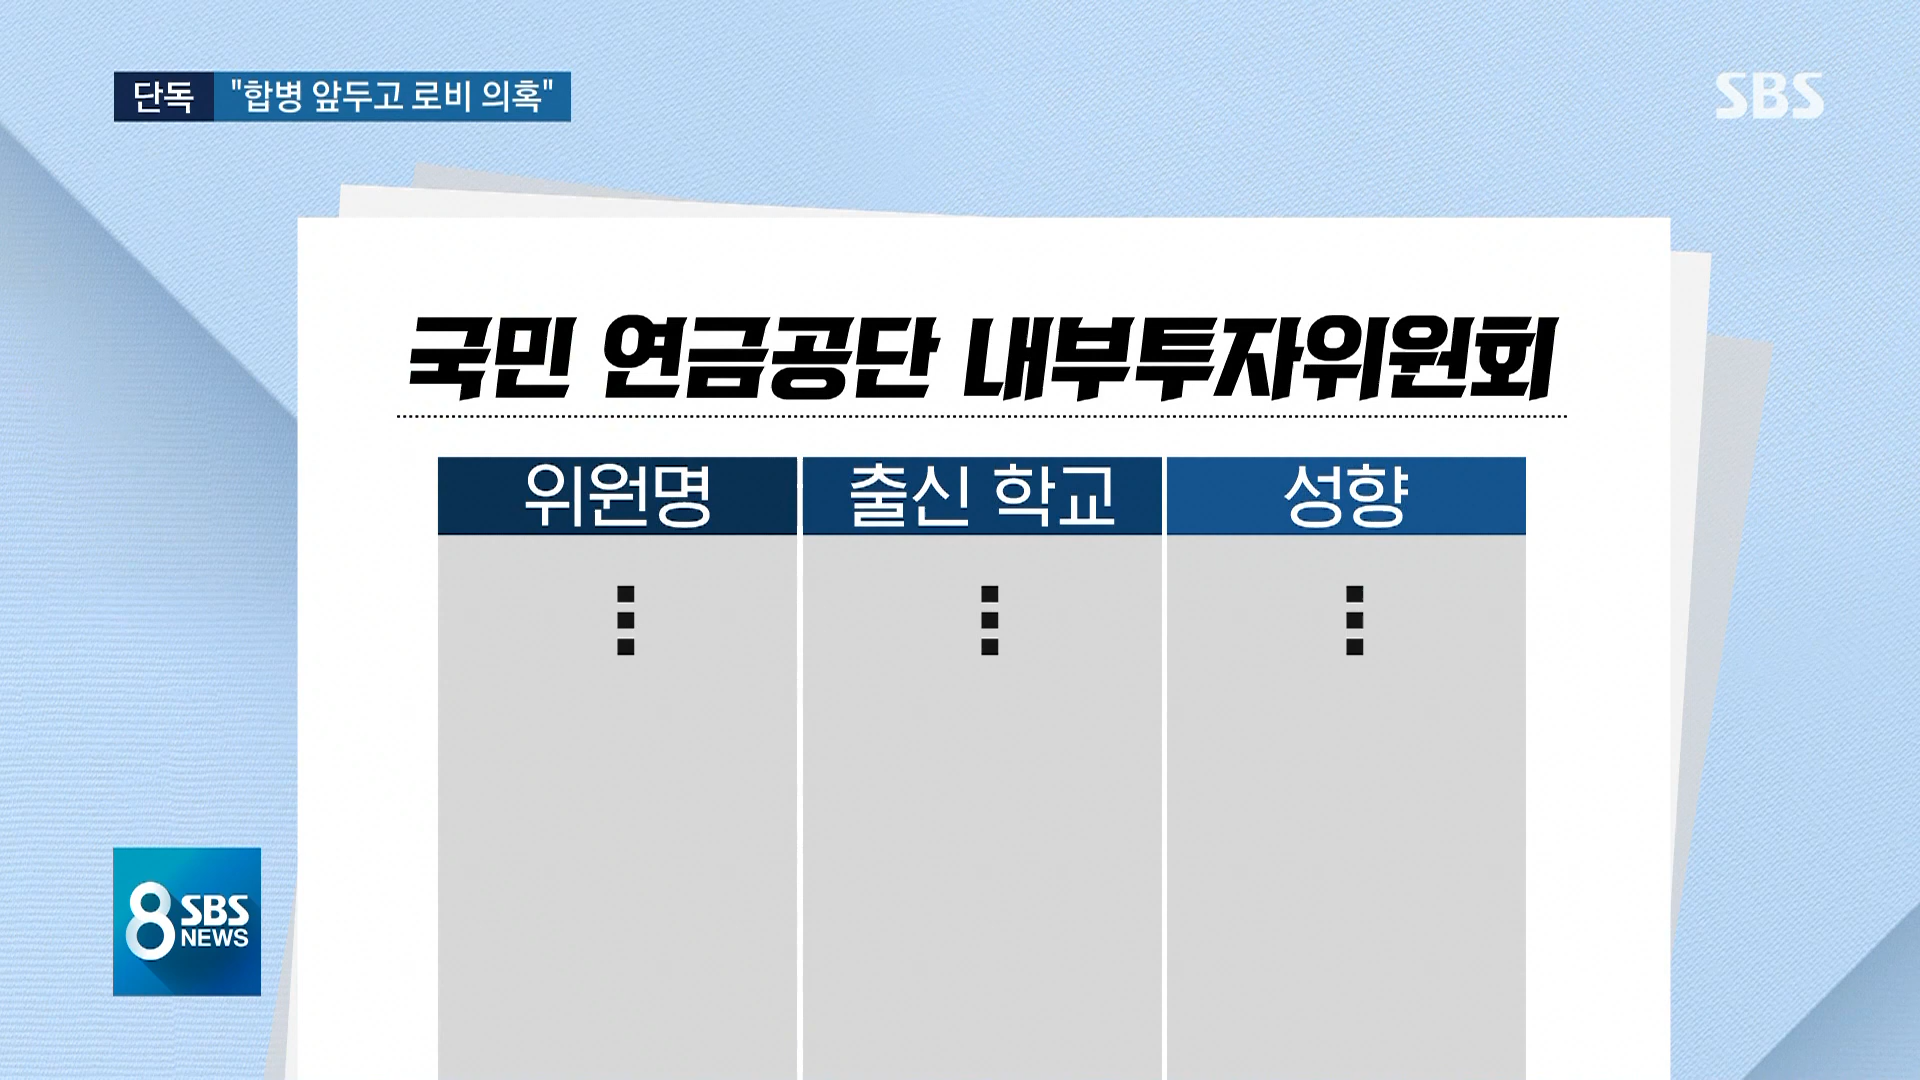 단독 "합병 앞두고 로비 의혹"
SBS
국민 연금공단 내부투자위원회
위원명 출신 학교 성향
8 SBS
NEWS